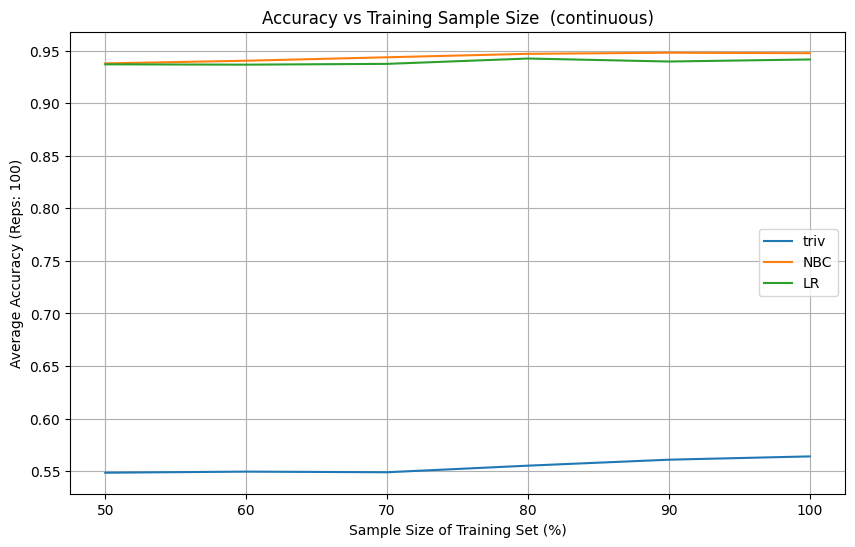 Accuracy vs Training Sample Size  (continuous)
Average Accuracy (Reps: 100)
0.95
0.90
0.85
0.80
0.75
0.70
0.65
0.60
0.55
triv
NBC
LR
50 60 70 80 90 100
Sample Size of Training Set (%)